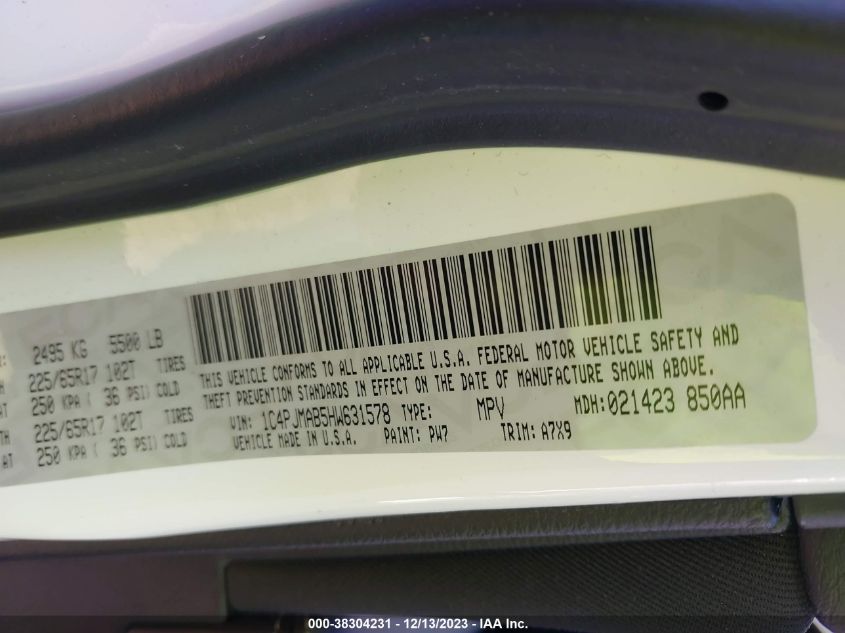 2495 KG 5500 LB
225/65R17 102T TIRES
AT 250 KPA ( 36 PSI) COLD
225/65R17 102T TIRES
AT 250 KPA ( 36 PSI) COLD
THIS VEHICLE CONFORMS TO ALL APPLICABLE U.S.A. FEDERAL MOTOR VEHICLE SAFETY AND
THEFT PREVENTION STANDARDS IN EFFECT ON THE DATE OF MANUFACTURE SHOWN ABOVE.
VIN: 1C4PJMAB5HW631578 TYPE: MPV MDH:021423 850AA
VEHICLE MADE IN U.S.A. PAINT: PW7 TRIM: A7X9
000-38304231 - 12/13/2023 - IAA Inc.